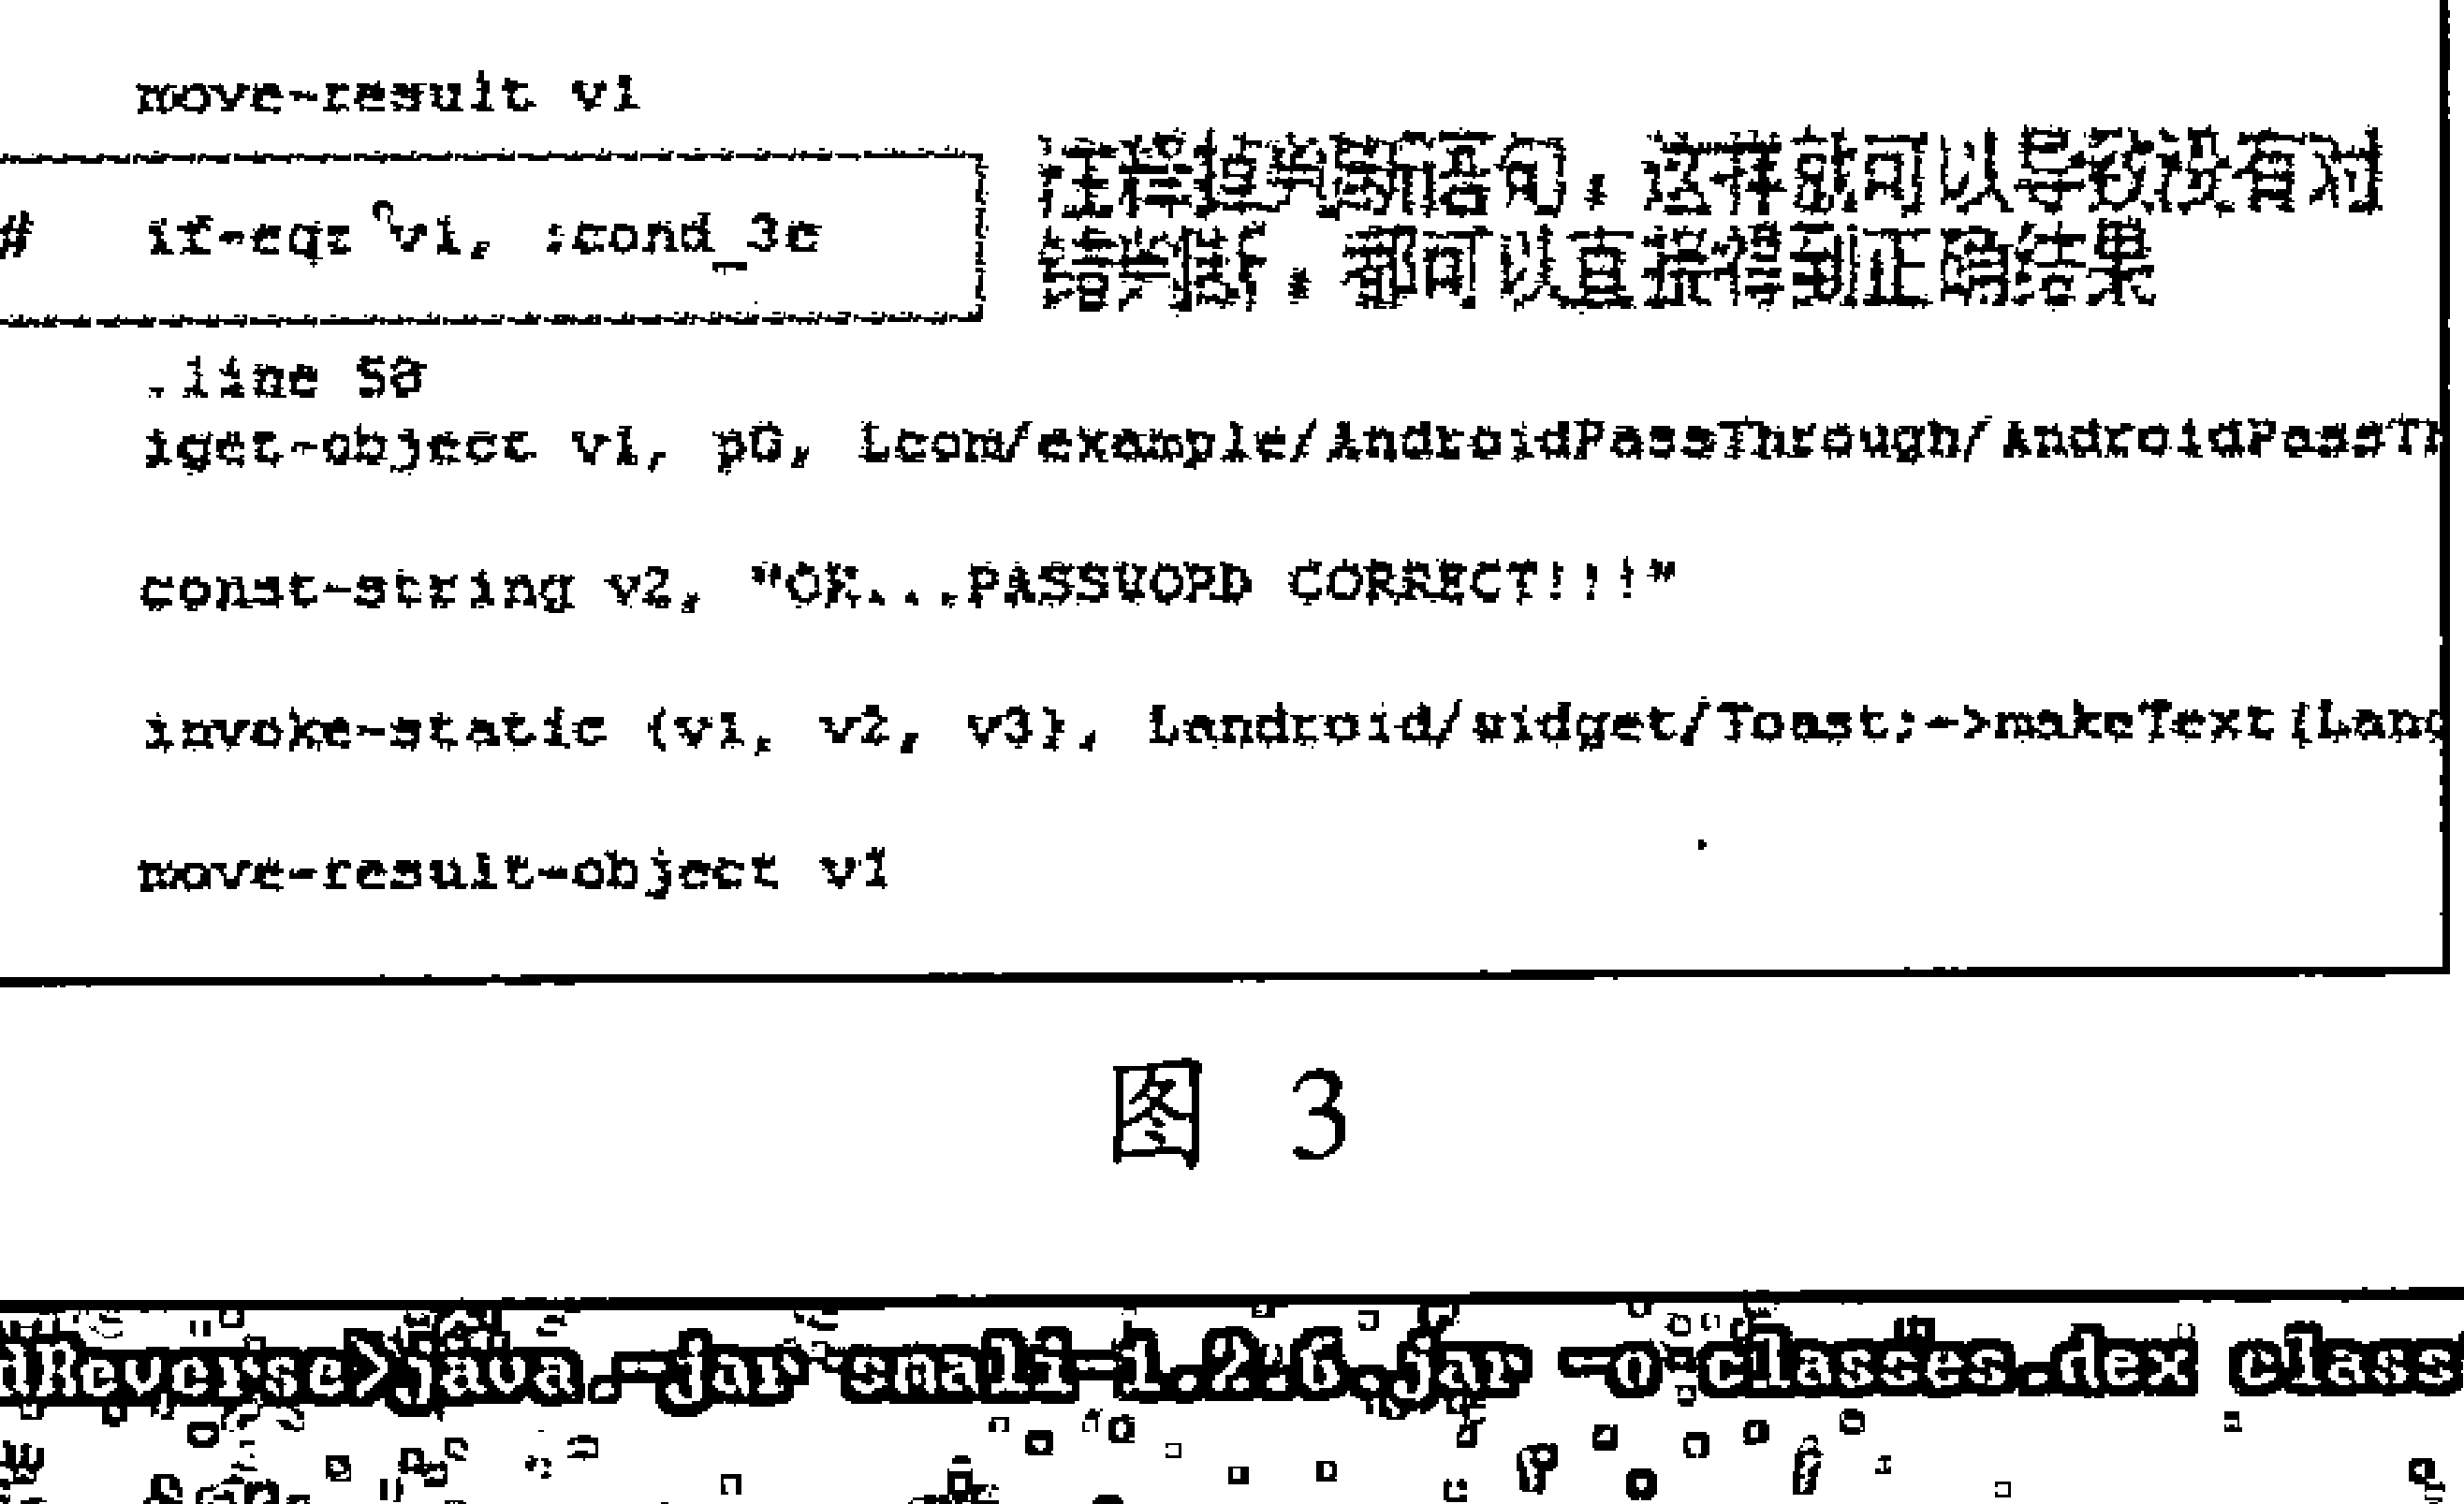 move-result v1
注释掉判断语句，这样就可以导致没有对
错判断，都可以直接得到正确结果
# if-eqz v1, :cond_3c
.line 58
iget-object v1, p0, Lcom/example/AndroidPassThrough/AndroidPassTh
const-string v2, "OK...PASSWORD CORRECT!!!"
invoke-static {v1, v2, v3}, Landroid/widget/Toast;->makeText(Land
move-result-object v1
图 3
dReverse>java -jar smali-1.2.6.jar -o classes.dex class